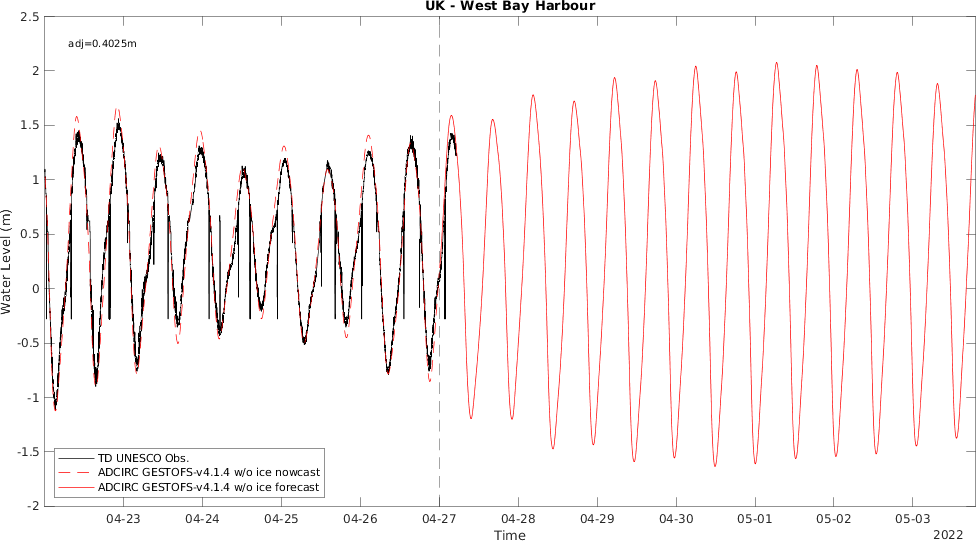 UK - West Bay Harbour
adj=0.4025m
Water Level (m)
2.5
2
1.5
1
0.5
0
-0.5
-1
-1.5
-2
TD UNESCO Obs.
ADCIRC GESTOFS-v4.1.4 w/o ice nowcast
ADCIRC GESTOFS-v4.1.4 w/o ice forecast
04-23 04-24 04-25 04-26 04-27 04-28 04-29 04-30 05-01 05-02 05-03
Time
2022